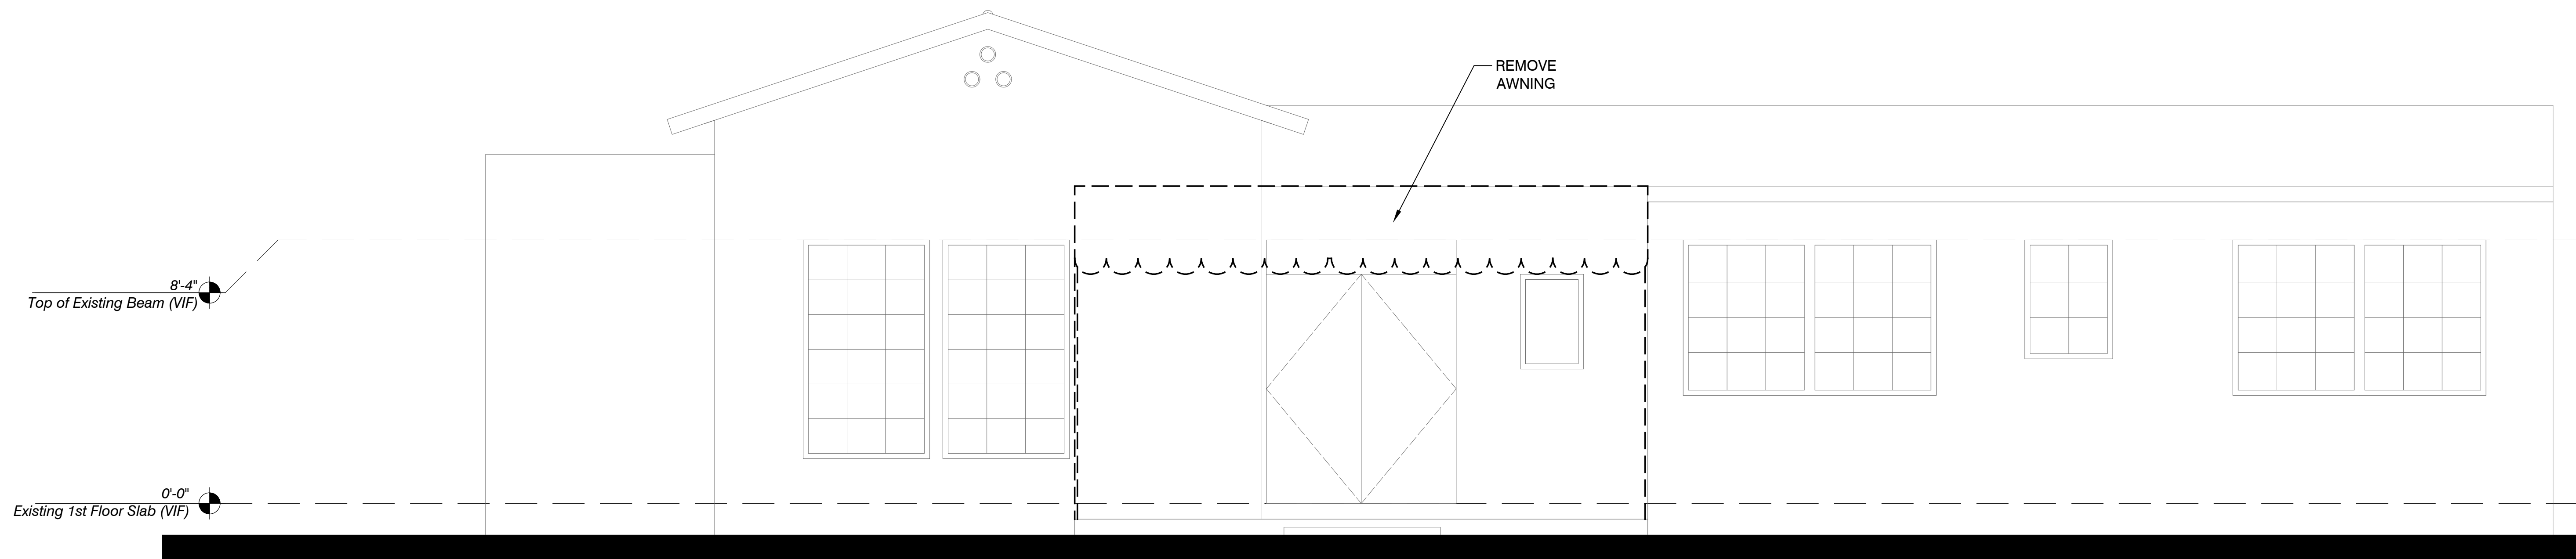 REMOVE
AWNING
8'-4"
Top of Existing Beam (VIF)
0'-0"
Existing 1st Floor Slab (VIF)